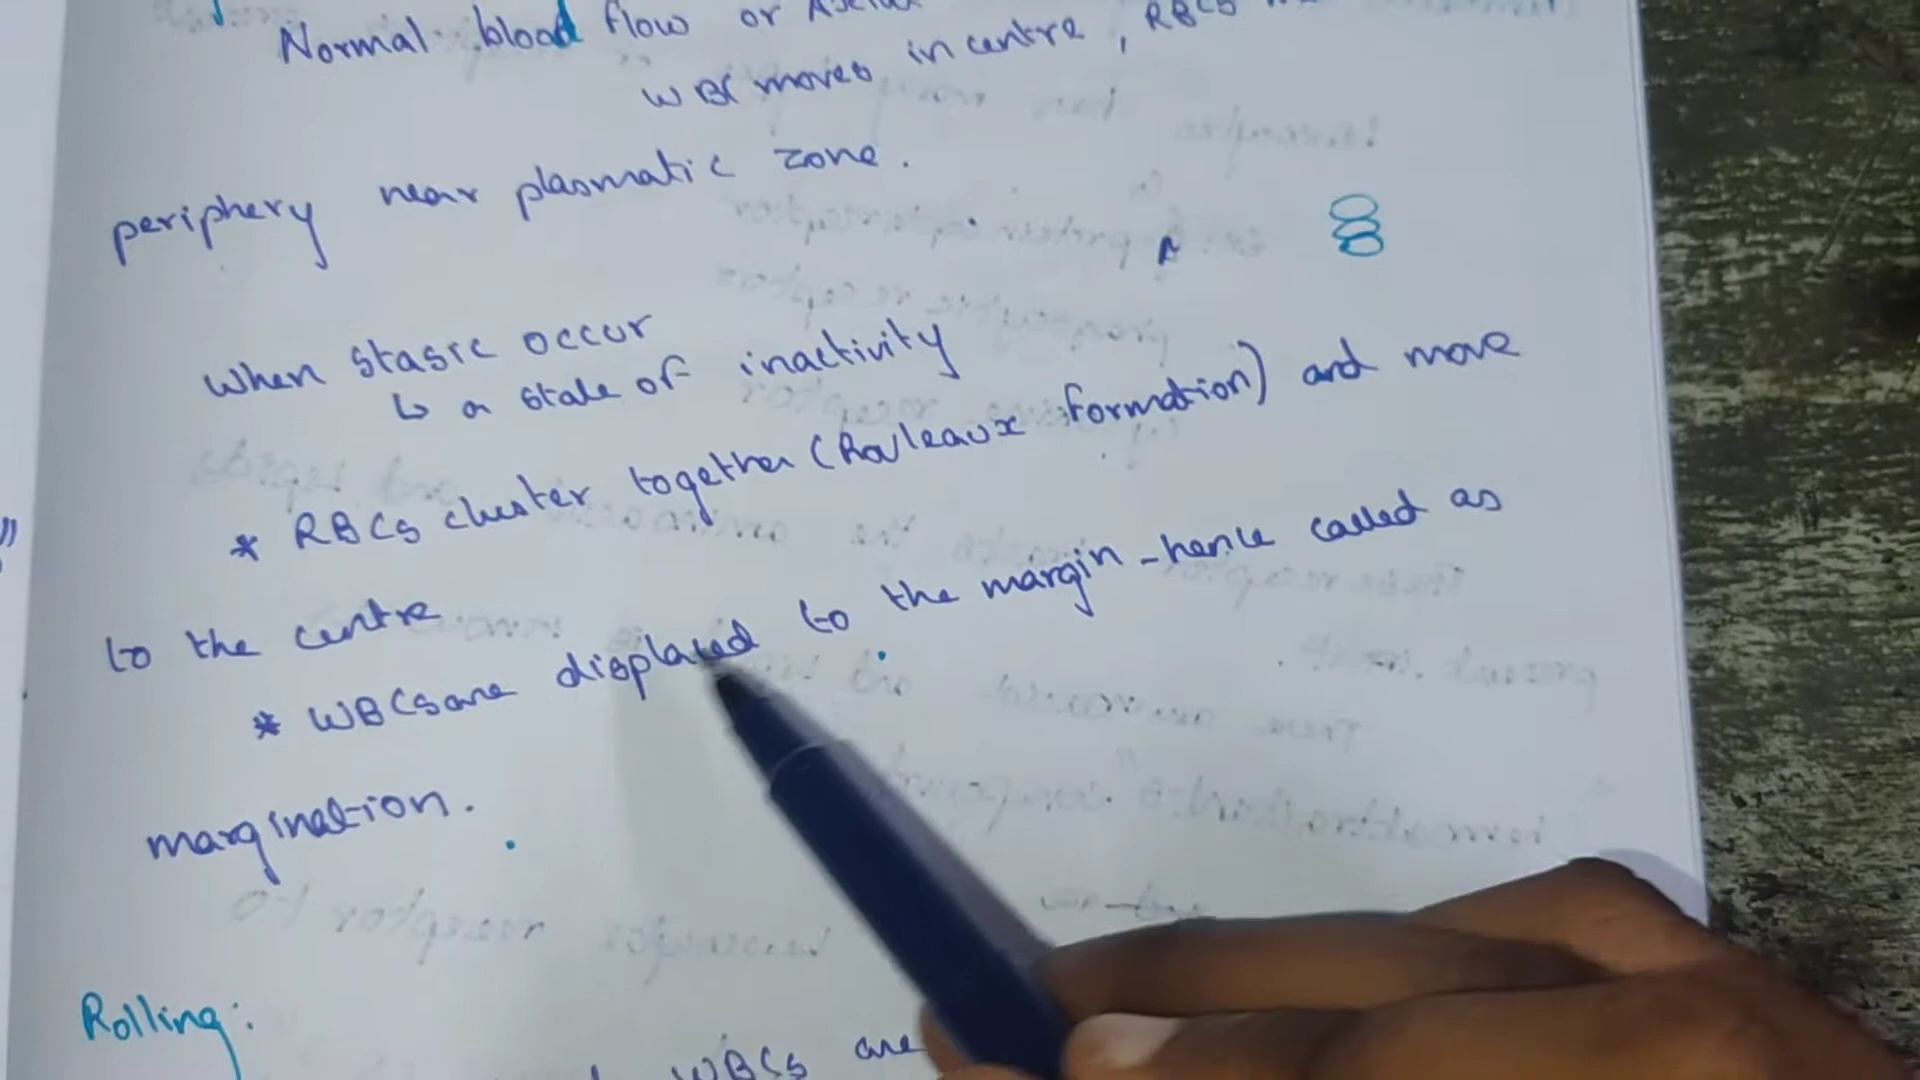 Normal blood flow or
WBC moves in centre, RBCs
periphery near plasmatic zone.
When stasic occur
↳ a state of inactivity
* RBCs cluster together (Rouleaux formation) and move
to the centre
* WBCs are displaced to the margin - hence called as
margination.
Rolling:
WBCs are